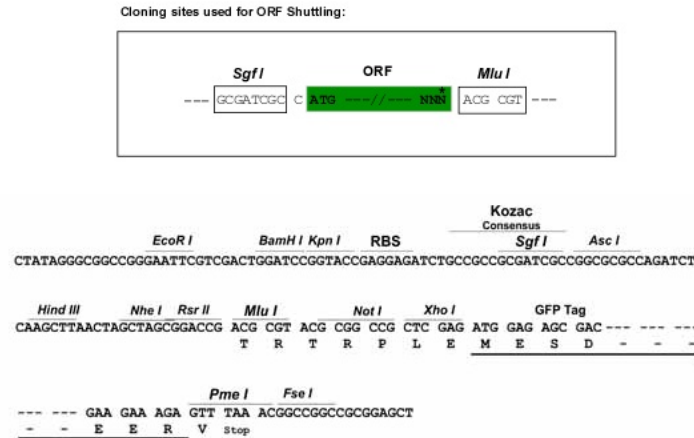 Cloning sites used for ORF Shuttling:
Sgf I ORF Mlu I
--- GCGATCGC C ATG ---//--- NNN* ACG CGT ---
Kozac
Consensus
EcoR I BamH I Kpn I RBS Sgf I Asc I
CTATAGGGCGGCCGGGAATTCGTCGACTGGATCCGGTACCGAGGAGATCTGCCGCCGCGATCGCCGGCGCGCCAGATCT
Hind III Nhe I Rsr II Mlu I Not I Xho I GFP Tag
CAAGCTTAACTAGCTAGCGGACCG ACG CGT ACG CGG CCG CTC GAG ATG GAG AGC GAC --- --- ---
T R T R P L E M E S D - - -
Pme I Fse I
--- --- GAA GAA AGA GTT TAA ACGGCCGGCCGCGGAGCT
- - E E R V Stop